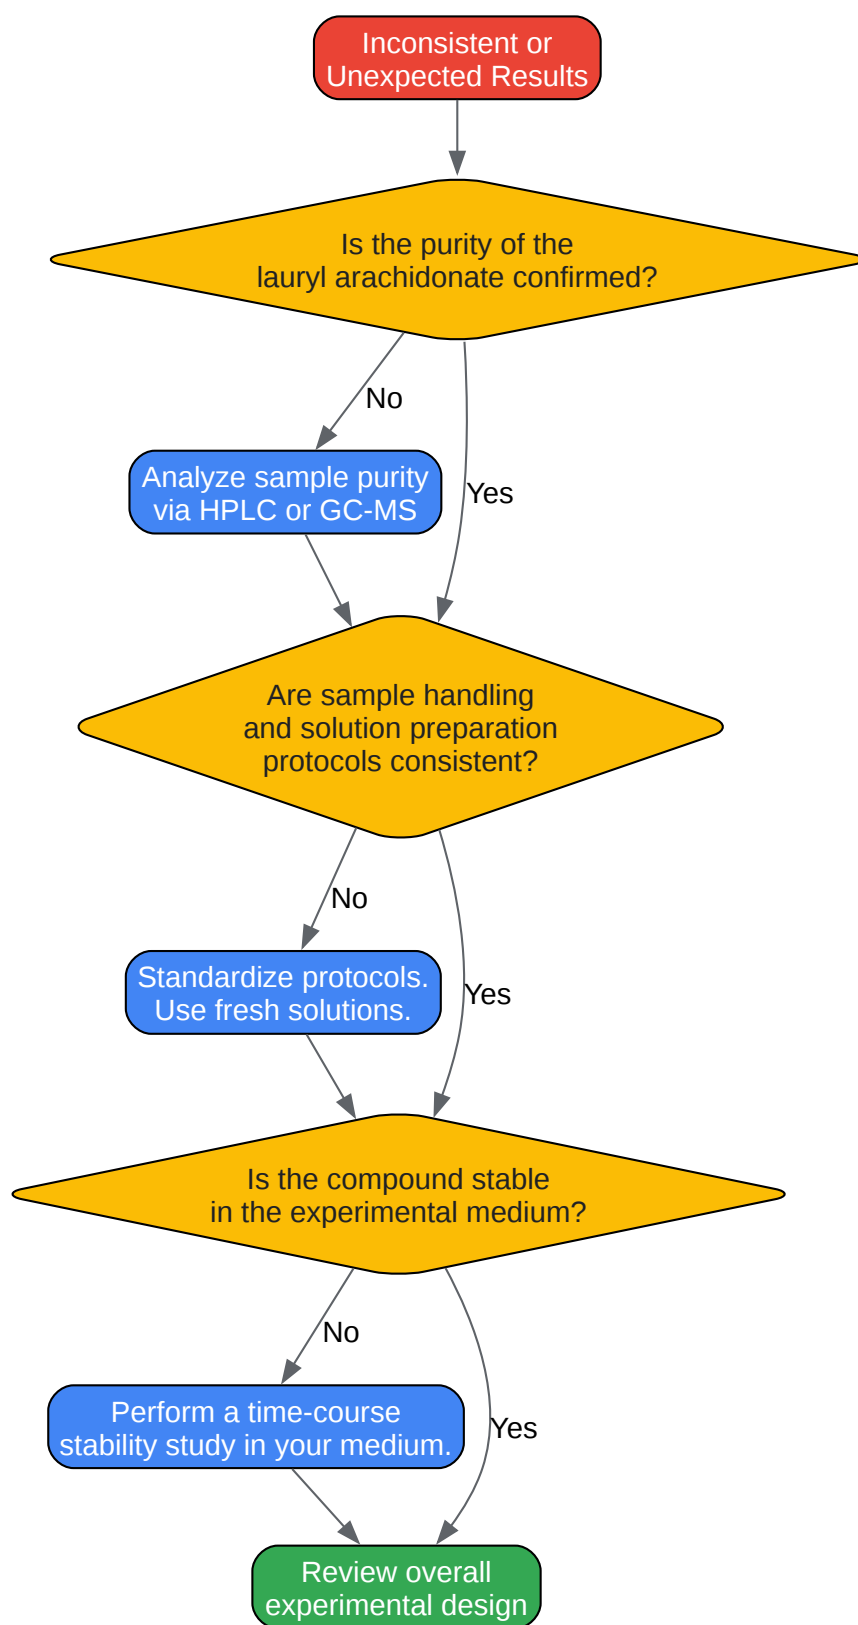 Inconsistent or
Unexpected Results
Is the purity of the
lauryl arachidonate confirmed?
No
Analyze sample purity
via HPLC or GC-MS
Yes
Are sample handling
and solution preparation
protocols consistent?
No
Standardize protocols.
Use fresh solutions.
Yes
Is the compound stable
in the experimental medium?
No
Perform a time-course
stability study in your medium.
Yes
Review overall
experimental design